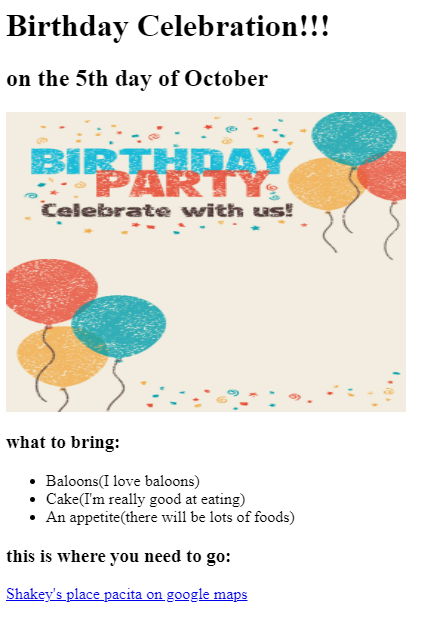 Birthday Celebration!!!
on the 5th day of October
BIRTHDAY
PARTY
Celebrate with us!
what to bring:
Baloons(I love baloons)
Cake(I'm really good at eating)
An appetite(there will be lots of foods)
this is where you need to go:
Shakey's place pacita on google maps